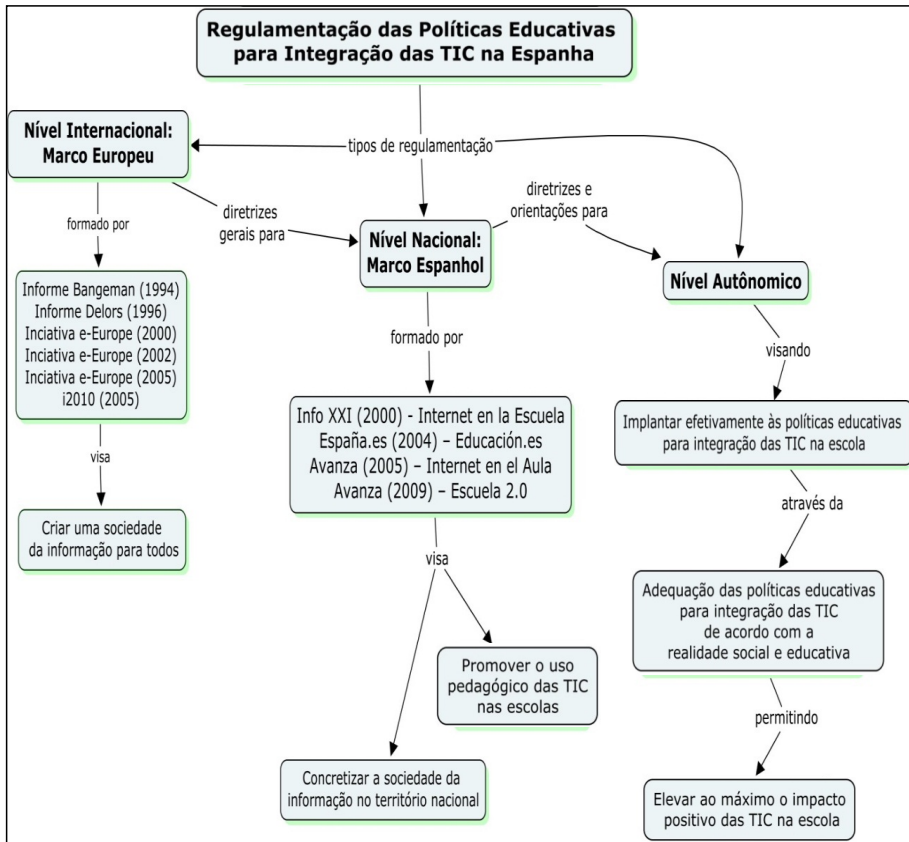 Regulamentação das Políticas Educativas
para Integração das TIC na Espanha
Nível Internacional:
Marco Europeu
tipos de regulamentação
formado por
diretrizes
gerais para
diretrizes e
orientações para
Nível Nacional:
Marco Espanhol
Nível Autônomico
Informe Bangeman (1994)
Informe Delors (1996)
Inciativa e-Europe (2000)
Inciativa e-Europe (2002)
Inciativa e-Europe (2005)
i2010 (2005)
formado por
visando
Info XXI (2000) - Internet en la Escuela
España.es (2004) – Educación.es
Avanza (2005) – Internet en el Aula
Avanza (2009) – Escuela 2.0
Implantar efetivamente às políticas educativas
para integração das TIC na escola
visa
Criar uma sociedade
da informação para todos
através da
visa
Adequação das políticas educativas
para integração das TIC
de acordo com a
realidade social e educativa
Promover o uso
pedagógico das TIC
nas escolas
permitindo
Concretizar a sociedade da
informação no território nacional
Elevar ao máximo o impacto
positivo das TIC na escola